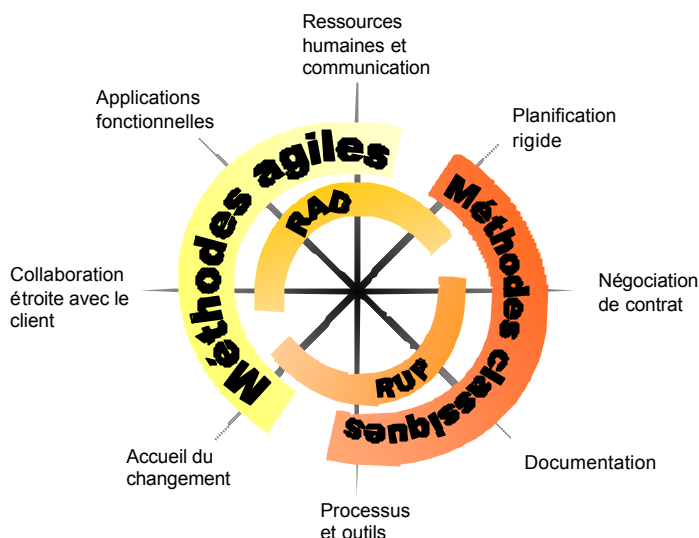 Ressources
humaines et
communication
Applications
fonctionnelles
Planification
rigide
Méthodes agiles
RAD
Méthodes classiques
Collaboration
étroite avec le
client
Négociation
de contrat
RUP
Accueil du
changement
Documentation
Processus
et outils